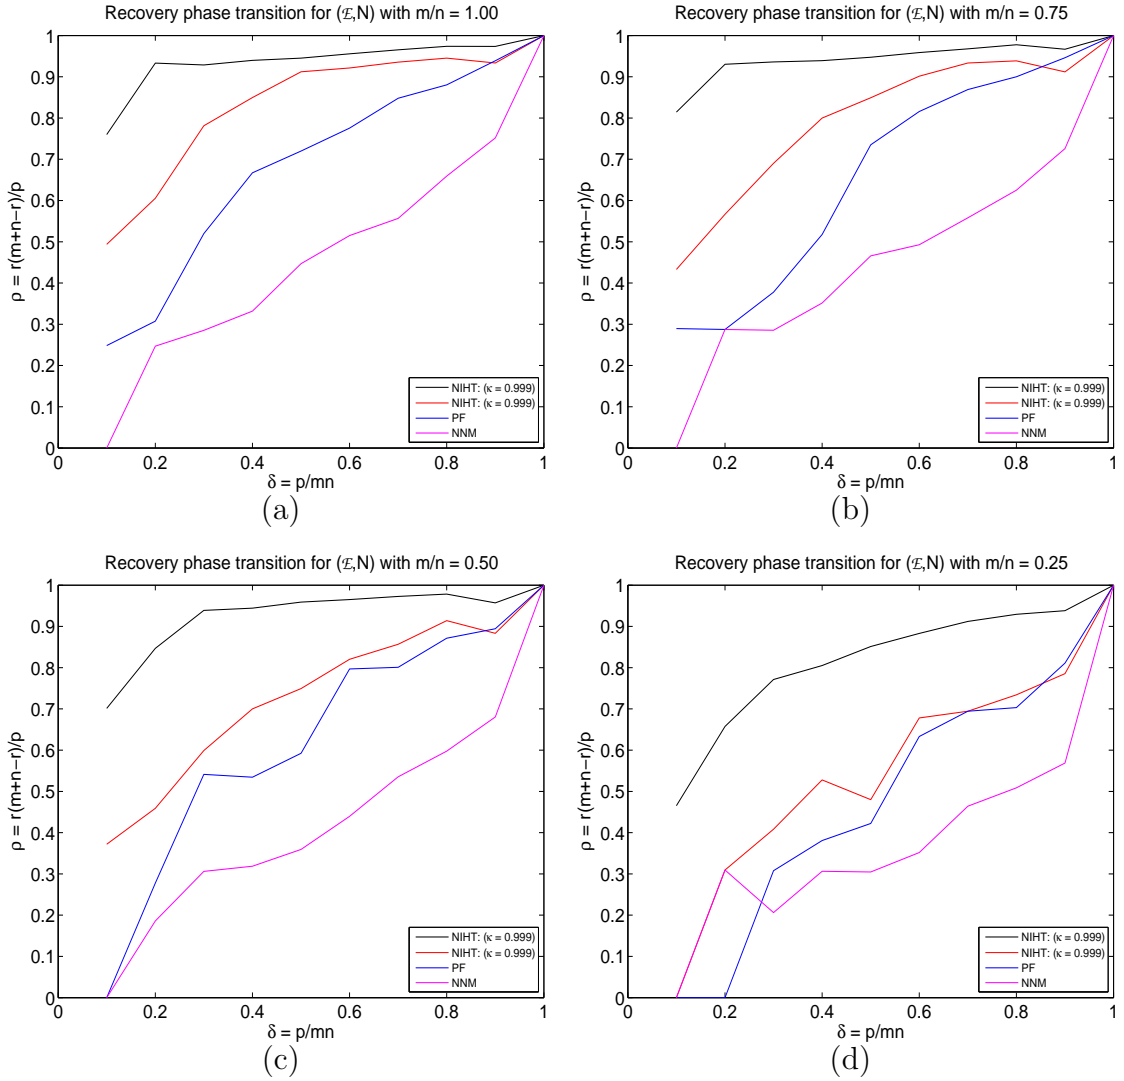 Recovery phase transition for (ℰ,N) with m/n = 1.00
1
0.9
0.8
0.7
0.6
0.5
0.4
0.3
0.2
0.1
0
ρ = r(m+n−r)/p
NIHT: (κ = 0.999)
NIHT: (κ = 0.999)
PF
NNM
0 0.2 0.4 0.6 0.8 1
δ = p/mn
(a)
Recovery phase transition for (ℰ,N) with m/n = 0.75
1
0.9
0.8
0.7
0.6
0.5
0.4
0.3
0.2
0.1
0
ρ = r(m+n−r)/p
NIHT: (κ = 0.999)
NIHT: (κ = 0.999)
PF
NNM
0 0.2 0.4 0.6 0.8 1
δ = p/mn
(b)
Recovery phase transition for (ℰ,N) with m/n = 0.50
1
0.9
0.8
0.7
0.6
0.5
0.4
0.3
0.2
0.1
0
ρ = r(m+n−r)/p
NIHT: (κ = 0.999)
NIHT: (κ = 0.999)
PF
NNM
0 0.2 0.4 0.6 0.8 1
δ = p/mn
(c)
Recovery phase transition for (ℰ,N) with m/n = 0.25
1
0.9
0.8
0.7
0.6
0.5
0.4
0.3
0.2
0.1
0
ρ = r(m+n−r)/p
NIHT: (κ = 0.999)
NIHT: (κ = 0.999)
PF
NNM
0 0.2 0.4 0.6 0.8 1
δ = p/mn
(d)